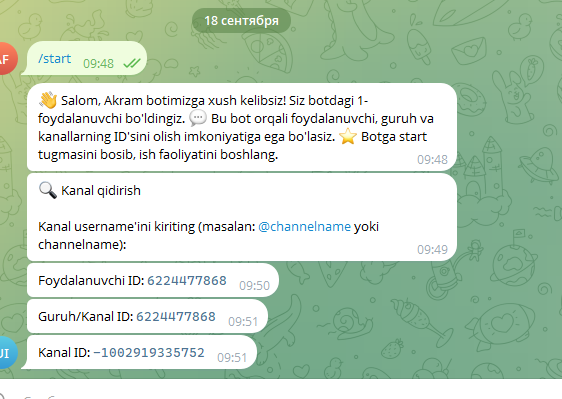 18 сентября
/start
09:48
👋 Salom, Akram botimizga xush kelibsiz! Siz botdagi 1-
foydalanuvchi bo'ldingiz. 💬 Bu bot orqali foydalanuvchi, guruh va
kanallarning ID'sini olish imkoniyatiga ega bo'lasiz. ⭐ Botga start
tugmasini bosib, ish faoliyatini boshlang.
09:48
🔍 Kanal qidirish
Kanal username'ini kiriting (masalan: @channelname yoki
channelname):
09:49
Foydalanuvchi ID: 6224477868 09:50
Guruh/Kanal ID: 6224477868 09:51
Kanal ID: -1002919335752 09:51